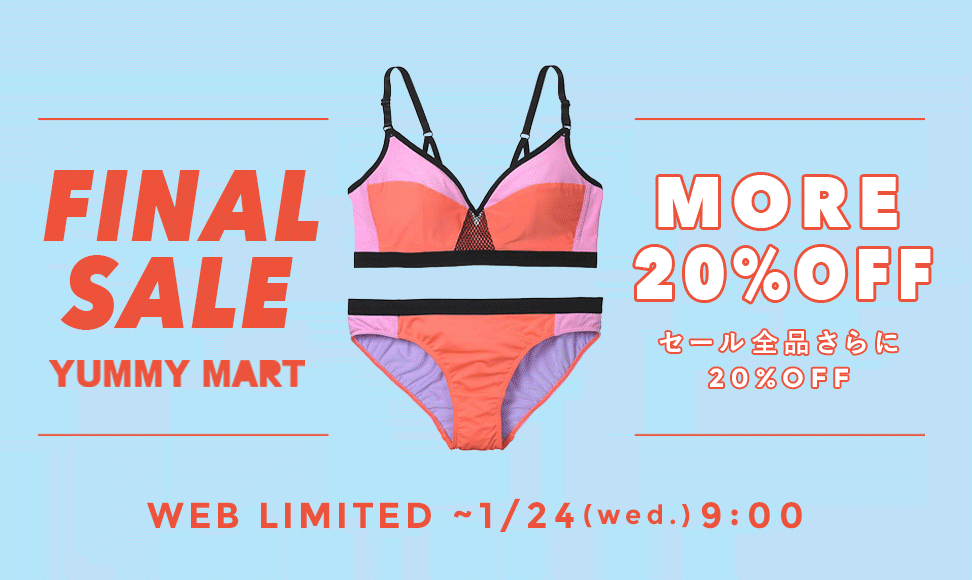 FINAL
SALE
YUMMY MART
MORE
20%OFF
セール全品さらに
20%OFF
WEB LIMITED ~1/24(wed.)9:00